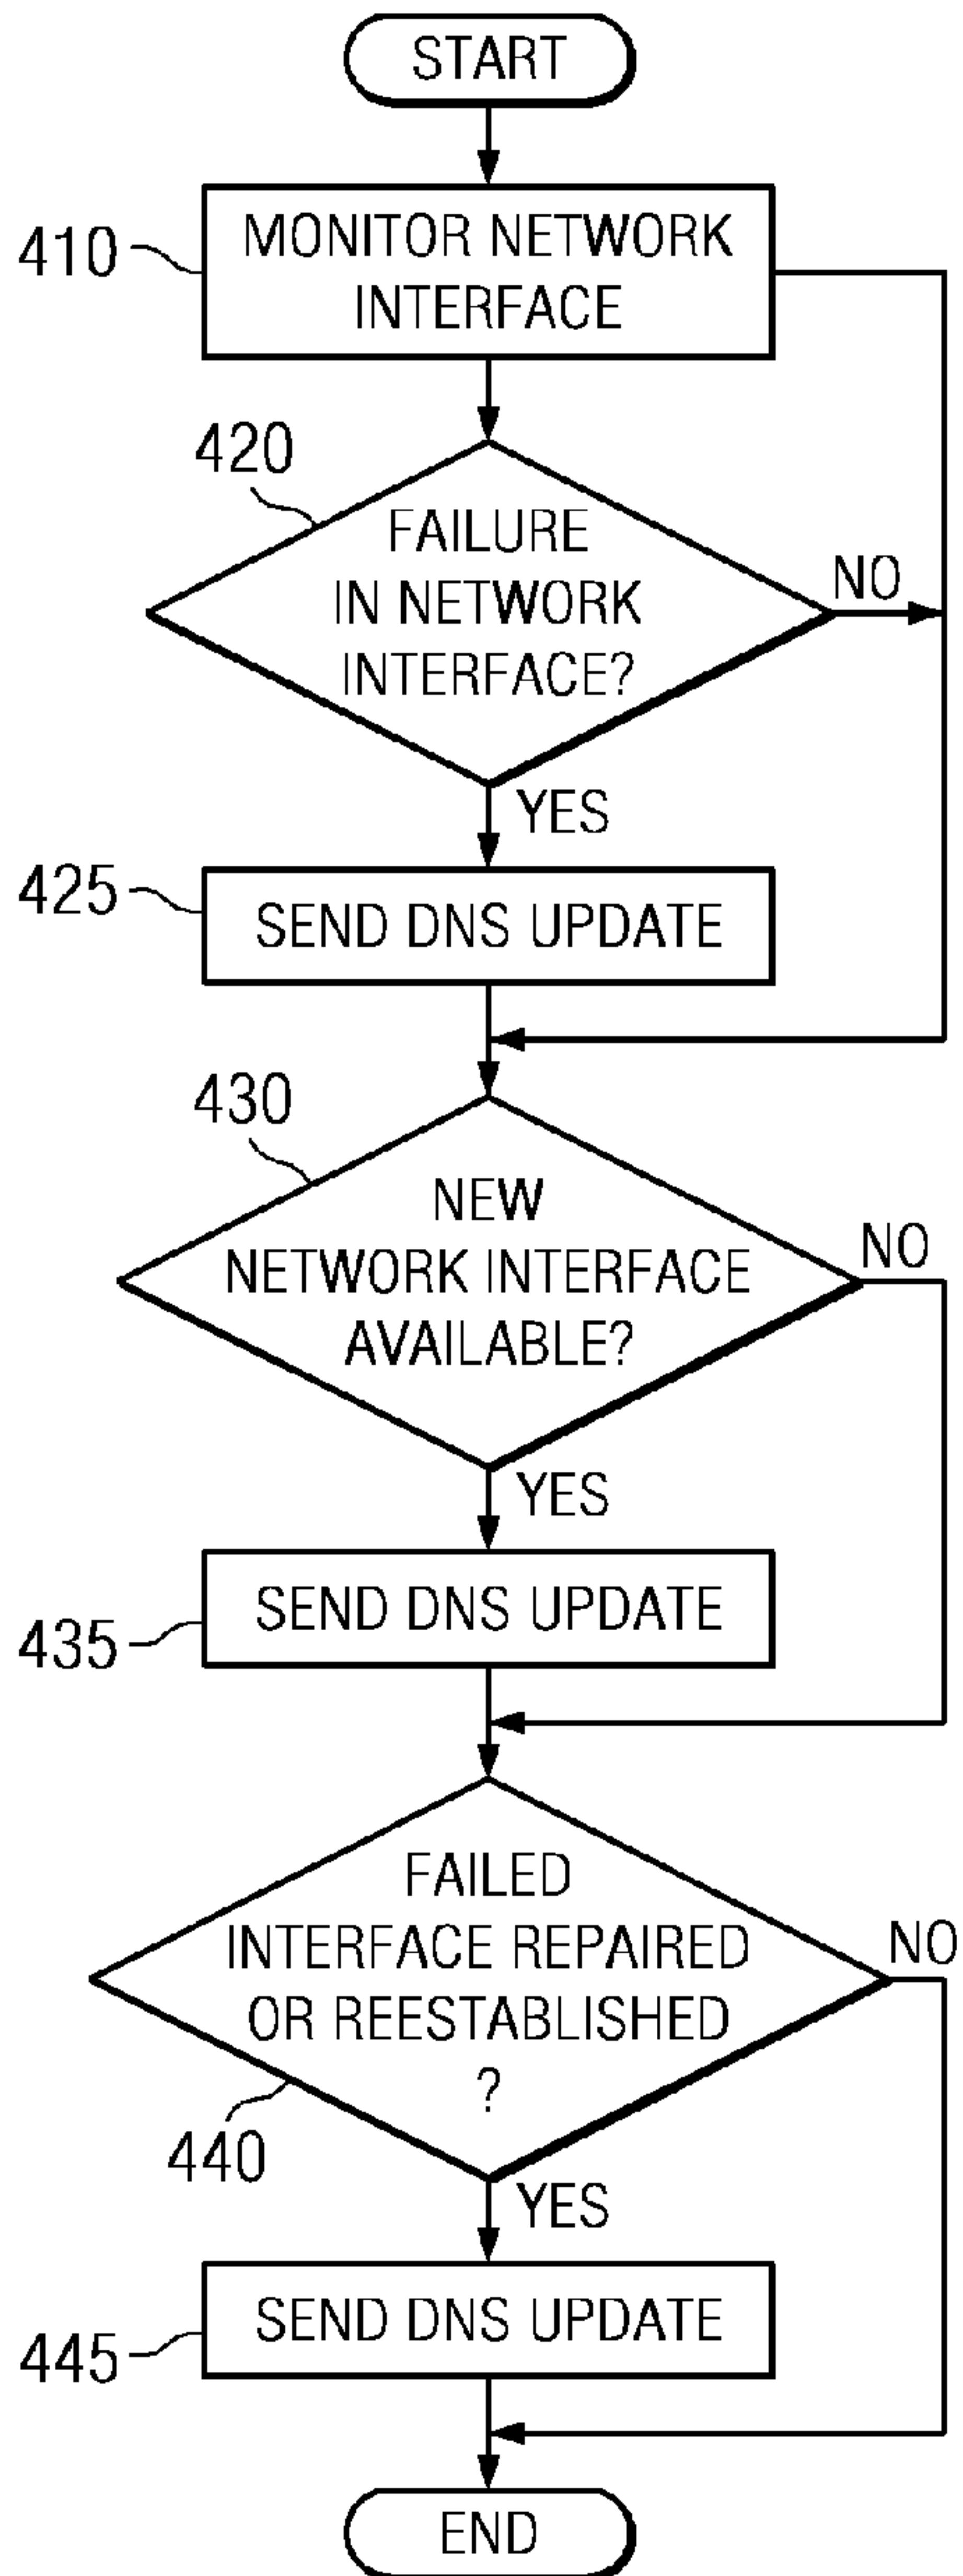 START
410
MONITOR NETWORK
INTERFACE
420
FAILURE
IN NETWORK
INTERFACE?
NO
YES
425
SEND DNS UPDATE
430
NEW
NETWORK INTERFACE
AVAILABLE?
NO
YES
435
SEND DNS UPDATE
FAILED
INTERFACE REPAIRED
OR REESTABLISHED
?
NO
440
YES
445
SEND DNS UPDATE
END